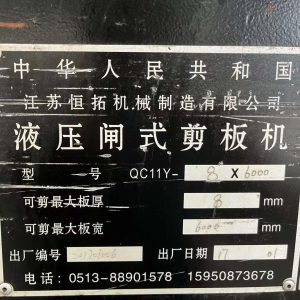 中华人民共和国
江苏恒拓机械制造有限公司
液压闸式剪板机
型 号 QC11Y- 8 X 6000
可剪最大板厚 8 mm
可剪最大板宽 6000 mm
出厂编号 出厂日期 17 01
电话：0513-88901578 15950873678